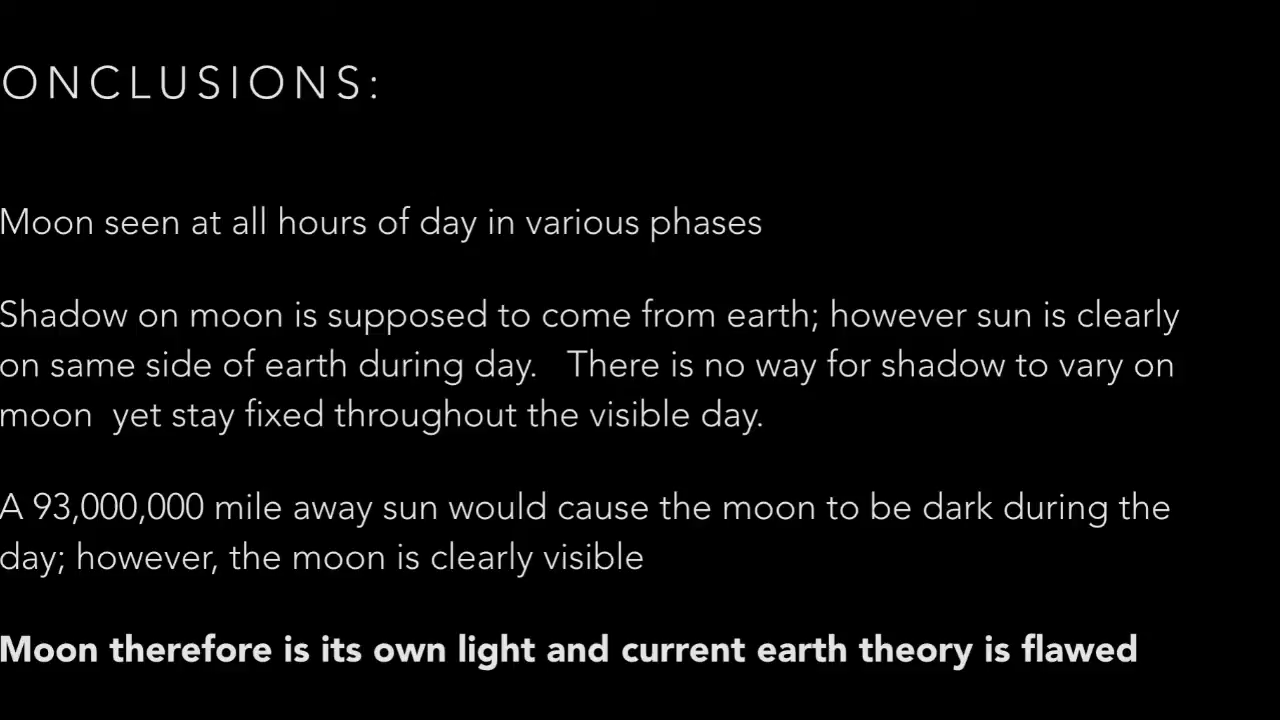 ONCLUSIONS:
Moon seen at all hours of day in various phases
Shadow on moon is supposed to come from earth; however sun is clearly
on same side of earth during day. There is no way for shadow to vary on
moon yet stay fixed throughout the visible day.
A 93,000,000 mile away sun would cause the moon to be dark during the
day; however, the moon is clearly visible
Moon therefore is its own light and current earth theory is flawed